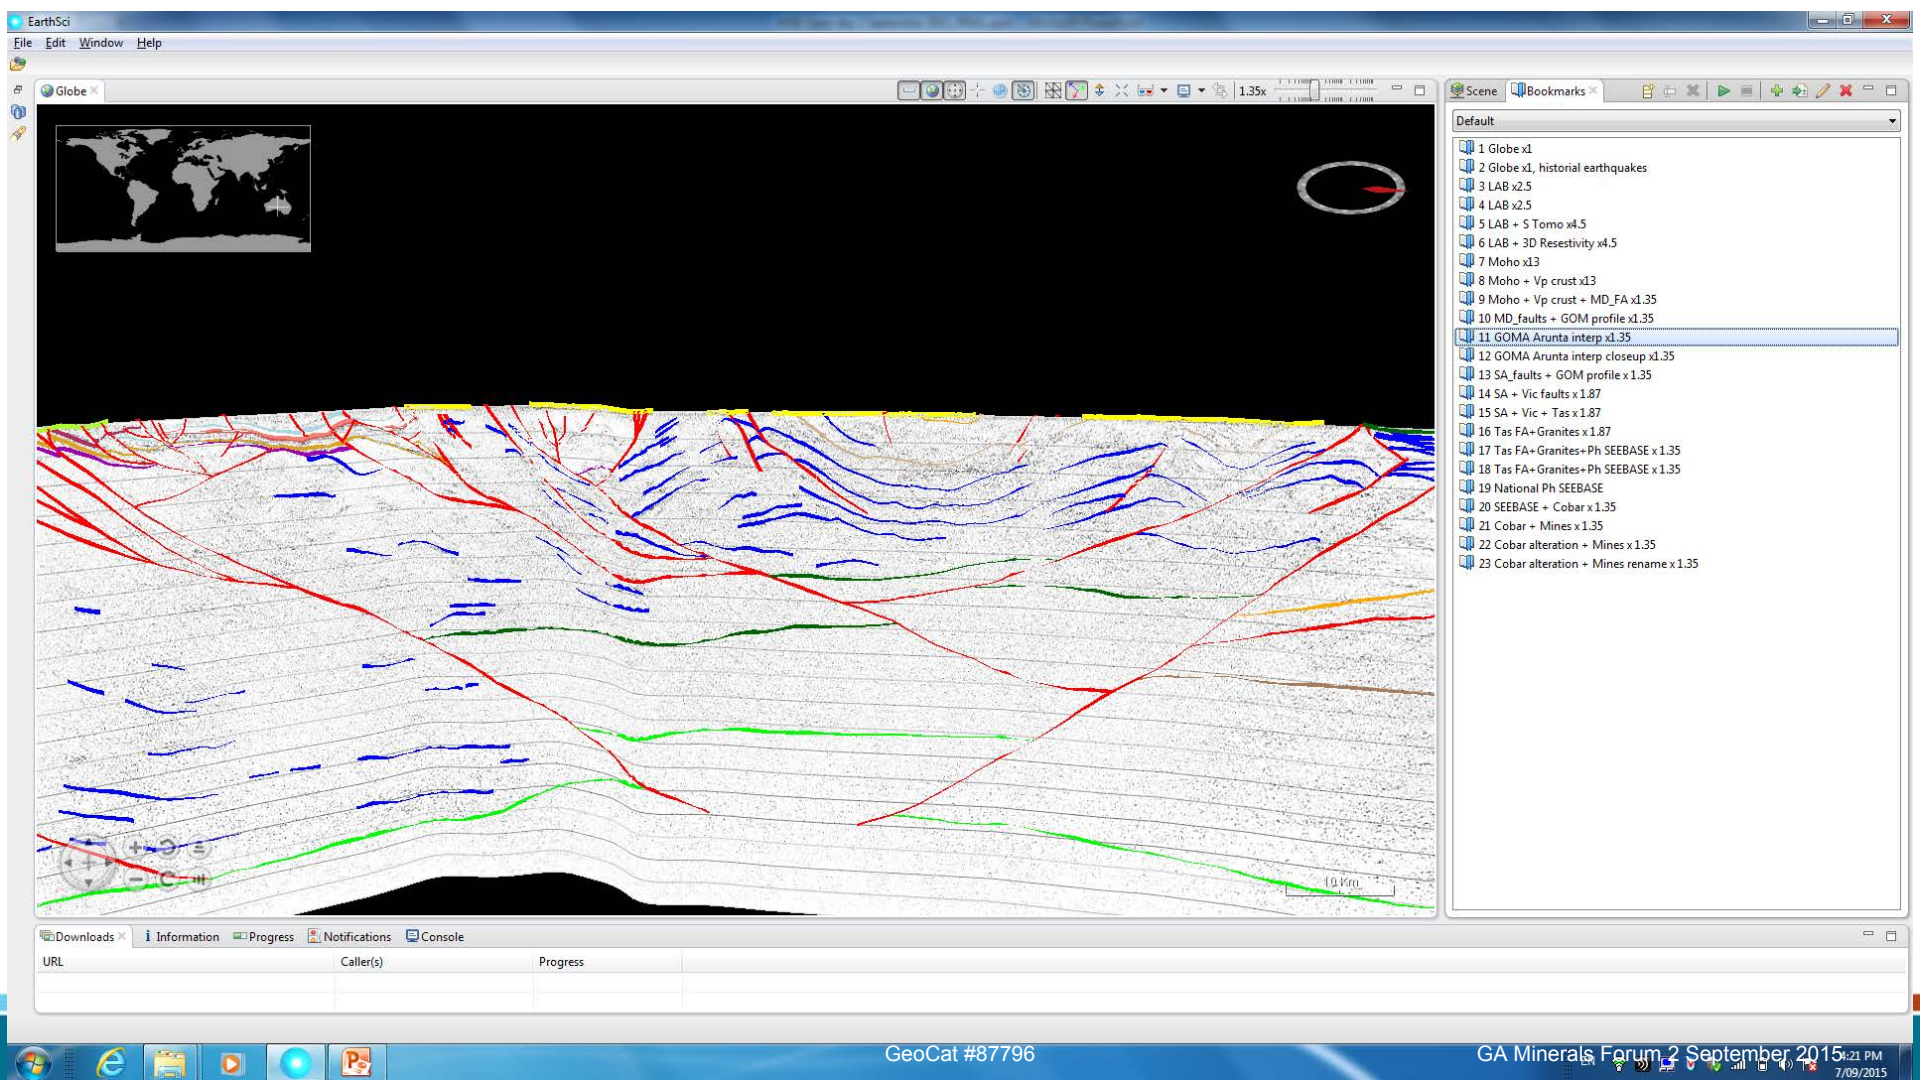 EarthSci
File Edit Window Help
Globe
1.35x
Scene Bookmarks
Default
1 Globe x1
2 Globe x1, historial earthquakes
3 LAB x2.5
4 LAB x2.5
5 LAB + S Tomo x4.5
6 LAB + 3D Resestivity x4.5
7 Moho x13
8 Moho + Vp crust x13
9 Moho + Vp crust + MD_FA x1.35
10 MD_faults + GOM profile x1.35
11 GOMA Arunta interp x1.35
12 GOMA Arunta interp closeup x1.35
13 SA_faults + GOM profile x 1.35
14 SA + Vic faults x 1.87
15 SA + Vic + Tas x 1.87
16 Tas FA+Granites x 1.87
17 Tas FA+Granites+Ph SEEBASE x 1.35
18 Tas FA+Granites+Ph SEEBASE x 1.35
19 National Ph SEEBASE
20 SEEBASE + Cobar x 1.35
21 Cobar + Mines x 1.35
22 Cobar alteration + Mines x 1.35
23 Cobar alteration + Mines rename x 1.35
10 Km
Downloads Information Progress Notifications Console
URL Caller(s) Progress
GeoCat #87796
GA Minerals Forum 2 September 2015
EN
4:21 PM
7/09/2015